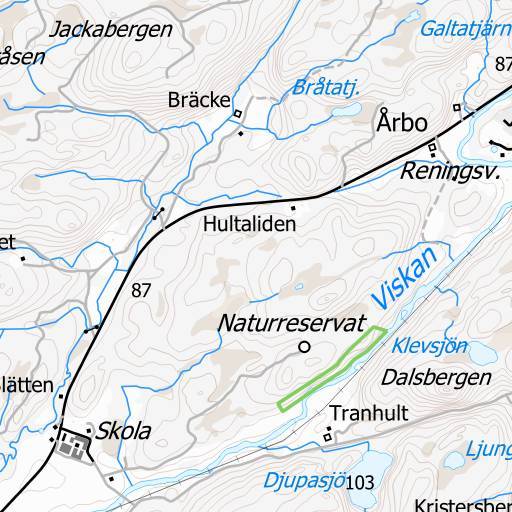 Jackabergen
Galtatjärn
åsen
87
Bråtatj.
Bräcke
Årbo
Reningsv.
Hultaliden
et
Viskan
87
Naturreservat
Klevsjön
Dalsbergen
lätten
Tranhult
Skola
Ljung
Djupasjö
103
Kristersber